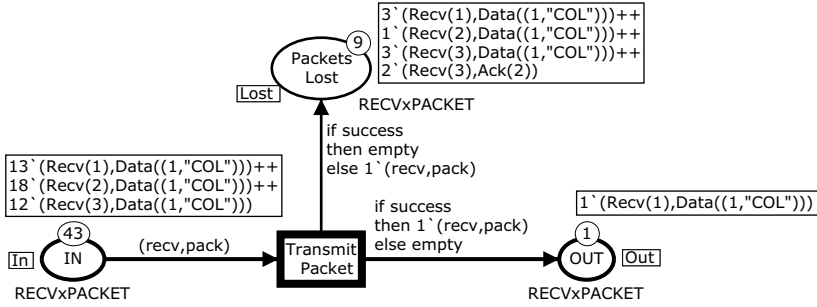 3`(Recv(1),Data((1,"COL")))++
1`(Recv(2),Data((1,"COL")))++
3`(Recv(3),Data((1,"COL")))++
2`(Recv(3),Ack(2))
9
Packets
Lost
Lost
RECVxPACKET
if success
then empty
else 1`(recv,pack)
13`(Recv(1),Data((1,"COL")))++
18`(Recv(2),Data((1,"COL")))++
12`(Recv(3),Data((1,"COL")))
1`(Recv(1),Data((1,"COL")))
if success
then 1`(recv,pack)
else empty
43
In
IN
(recv,pack)
Transmit
Packet
1
OUT
Out
RECVxPACKET
RECVxPACKET